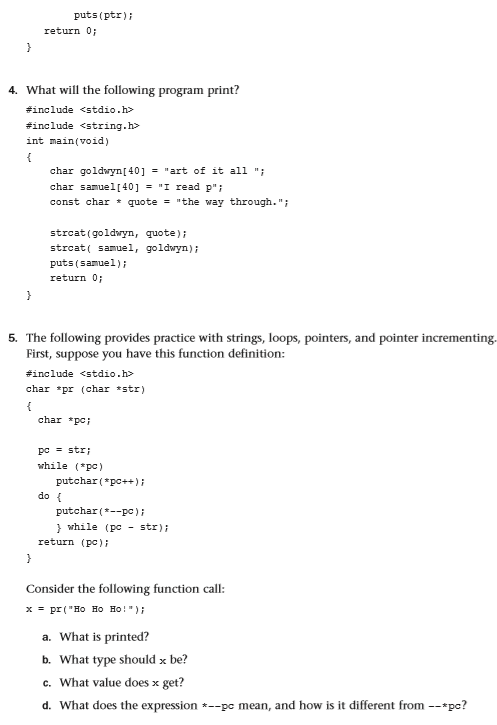 puts(ptr);
return 0;
}
4. What will the following program print?
#include <stdio.h>
#include <string.h>
int main(void)
{
char goldwyn[40] = "art of it all ";
char samuel[40] = "I read p";
const char * quote = "the way through.";
strcat(goldwyn, quote);
strcat( samuel, goldwyn);
puts(samuel);
return 0;
}
5. The following provides practice with strings, loops, pointers, and pointer incrementing.
First, suppose you have this function definition:
#include <stdio.h>
char *pr (char *str)
{
char *pc;
pc = str;
while (*pc)
putchar(*pc++);
do {
putchar(*--pc);
} while (pc - str);
return (pc);
}
Consider the following function call:
x = pr("Ho Ho Ho!");
a. What is printed?
b. What type should x be?
c. What value does x get?
d. What does the expression *--pc mean, and how is it different from --*pc?